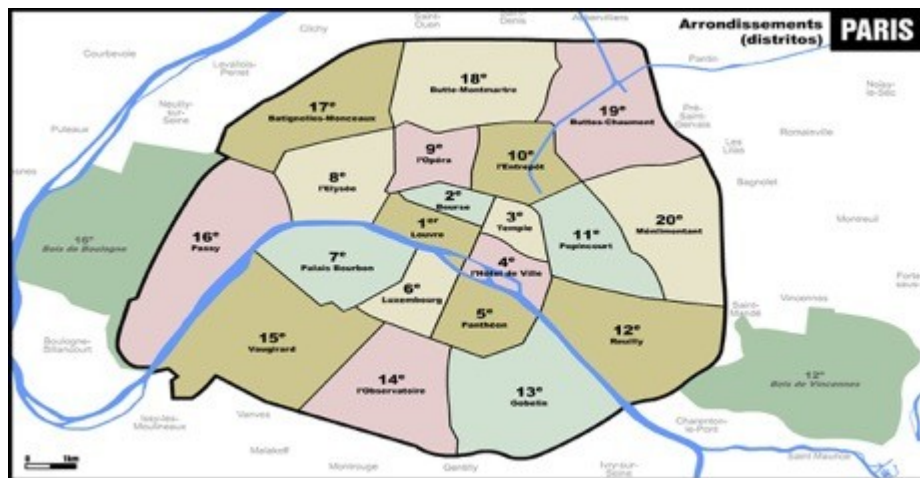 Arrondissements
(distritos)
PARIS
Saint-
Ouen
Saint-
Denis
Aubervilliers
Clichy
Courbevoie
Levallois-
Perret
Pantin
Noisy-
le-Sec
Neuilly-
sur-
Seine
Puteaux
18e
Butte-Montmartre
17e
Batignolles-Monceaux
19e
Buttes-Chaumont
Pré-
Saint-
Gervais
Les
Lilas
Romainville
9e
l'Opéra
10e
l'Entrepôt
8e
l'Elysée
Bagnolet
2e
Bourse
3e
Temple
1er
Louvre
11e
Popincourt
20e
Ménilmontant
Montreuil
16e
Bois de Boulogne
16e
Passy
7e
Palais Bourbon
4e
l'Hôtel de Ville
6e
Luxembourg
5e
Panthéon
12e
Reuilly
Saint-
Mandé
Vincennes
15e
Vaugirard
Boulogne-
Billancourt
14e
l'Observatoire
13e
Gobelin
12e
Bois de Vincennes
Issy-les-
Moulineaux
Vanves
Malakoff
Montrouge
Gentilly
Ivry-sur-
Seine
Charenton-
le-Pont
Saint Maurice
0 1km